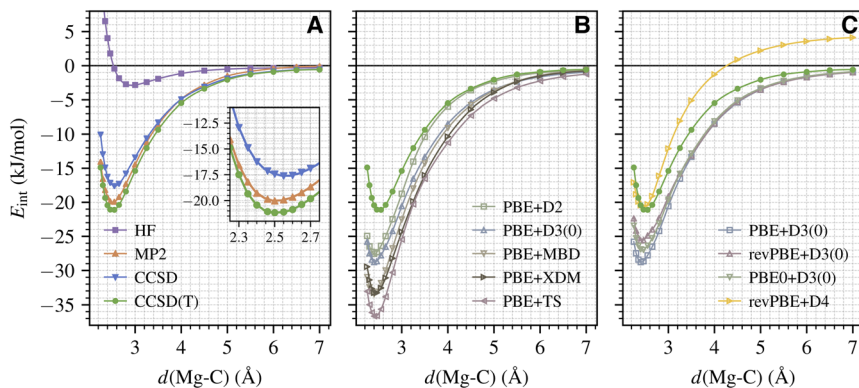 A
B
C
5
0
−5
−10
−15
−20
−25
−30
−35
E_int (kJ/mol)
−12.5
−15.0
−17.5
−20.0
2.3
2.5
2.7
HF
MP2
CCSD
CCSD(T)
PBE+D2
PBE+D3(0)
PBE+MBD
PBE+XDM
PBE+TS
PBE+D3(0)
revPBE+D3(0)
PBE0+D3(0)
revPBE+D4
3 4 5 6 7
3 4 5 6 7
3 4 5 6 7
d(Mg-C) (Å)
d(Mg-C) (Å)
d(Mg-C) (Å)